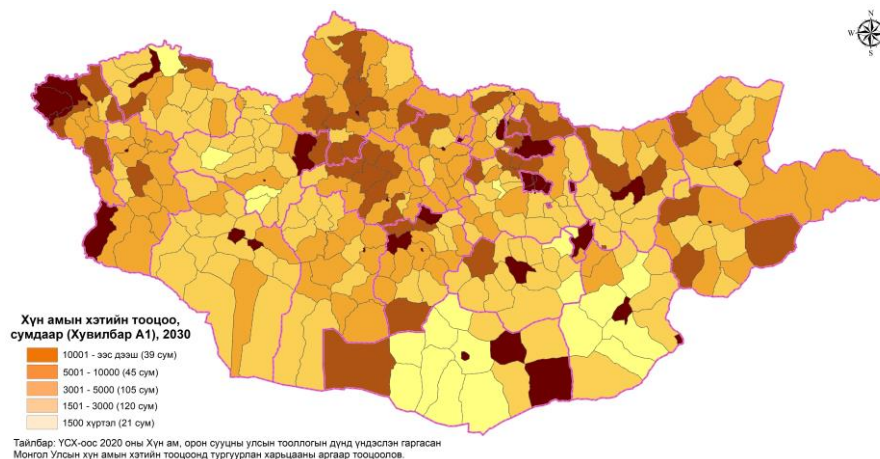 N
W E
S
Хүн амын хэтийн тооцоо,
сумдаар (Хувилбар А1), 2030
10001 - ээс дээш (39 сум)
5001 - 10000 (45 сум)
3001 - 5000 (105 сум)
1501 - 3000 (120 сум)
1500 хүртэл (21 сум)
Тайлбар: ҮСХ-оос 2020 оны Хүн ам, орон сууцны улсын тооллогын дүнд үндэслэн гаргасан
Монгол Улсын хүн амын хэтийн тооцоонд тургуурлан харьцааны аргаар тооцоолов.